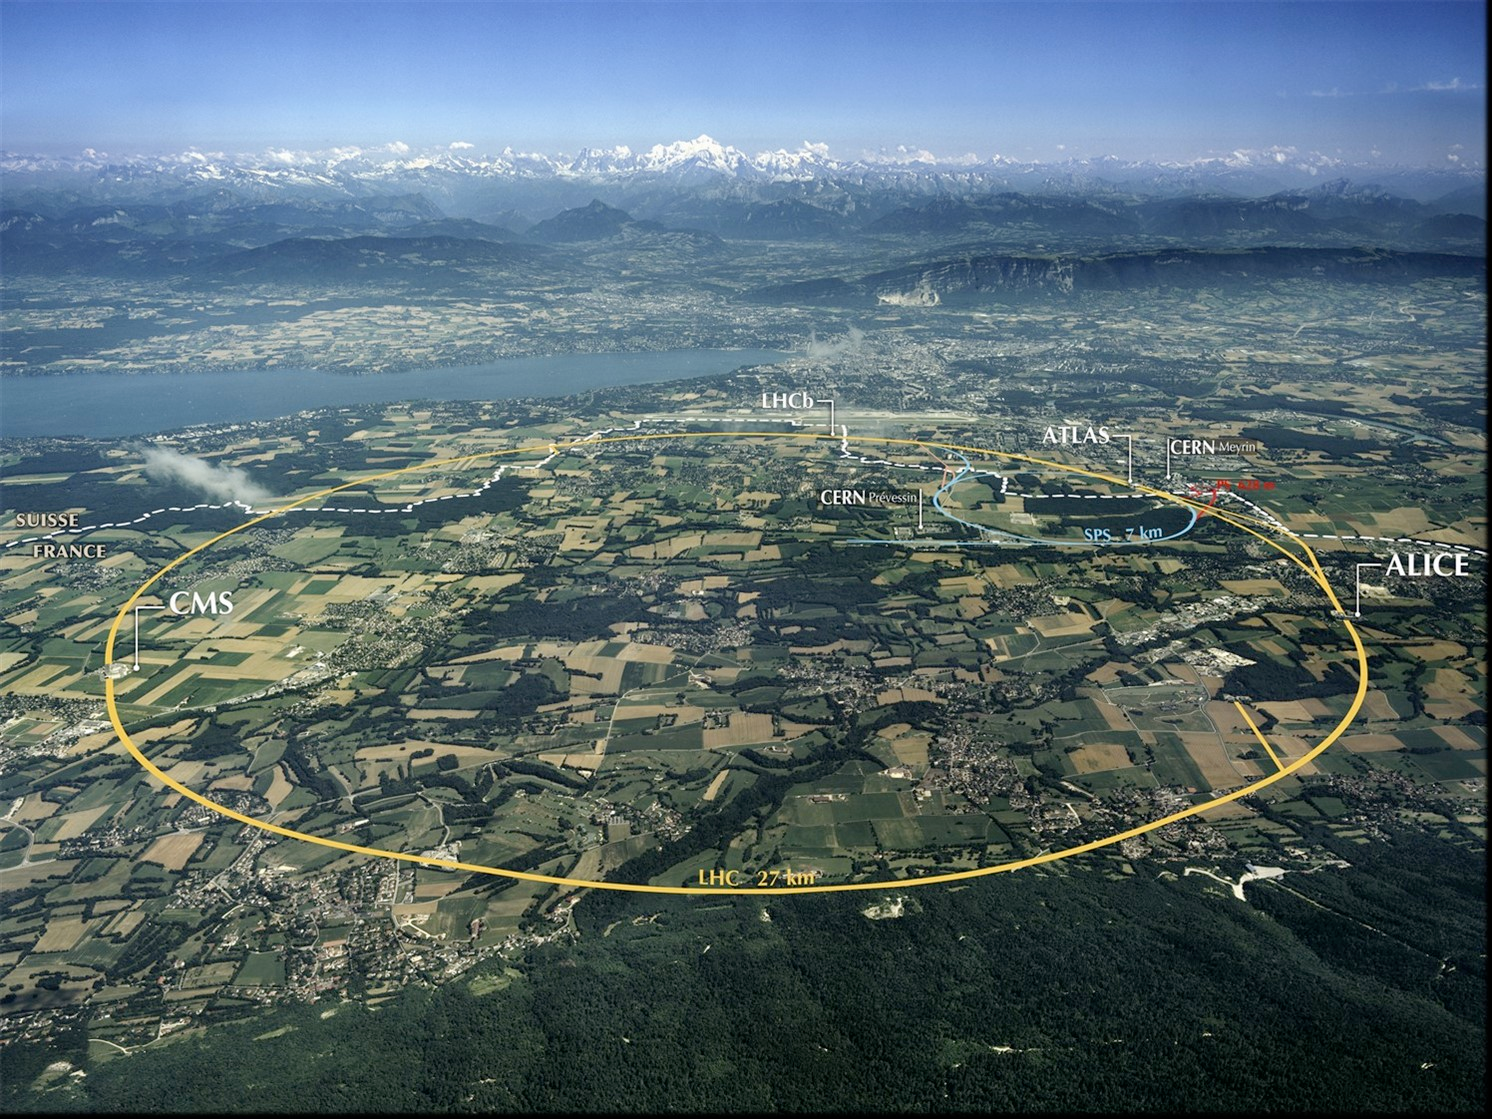 LHCb
ATLAS
CERN Meyrin
CERN Prévessin
SUISSE
FRANCE
SPS 7 km
ALICE
CMS
LHC 27 km